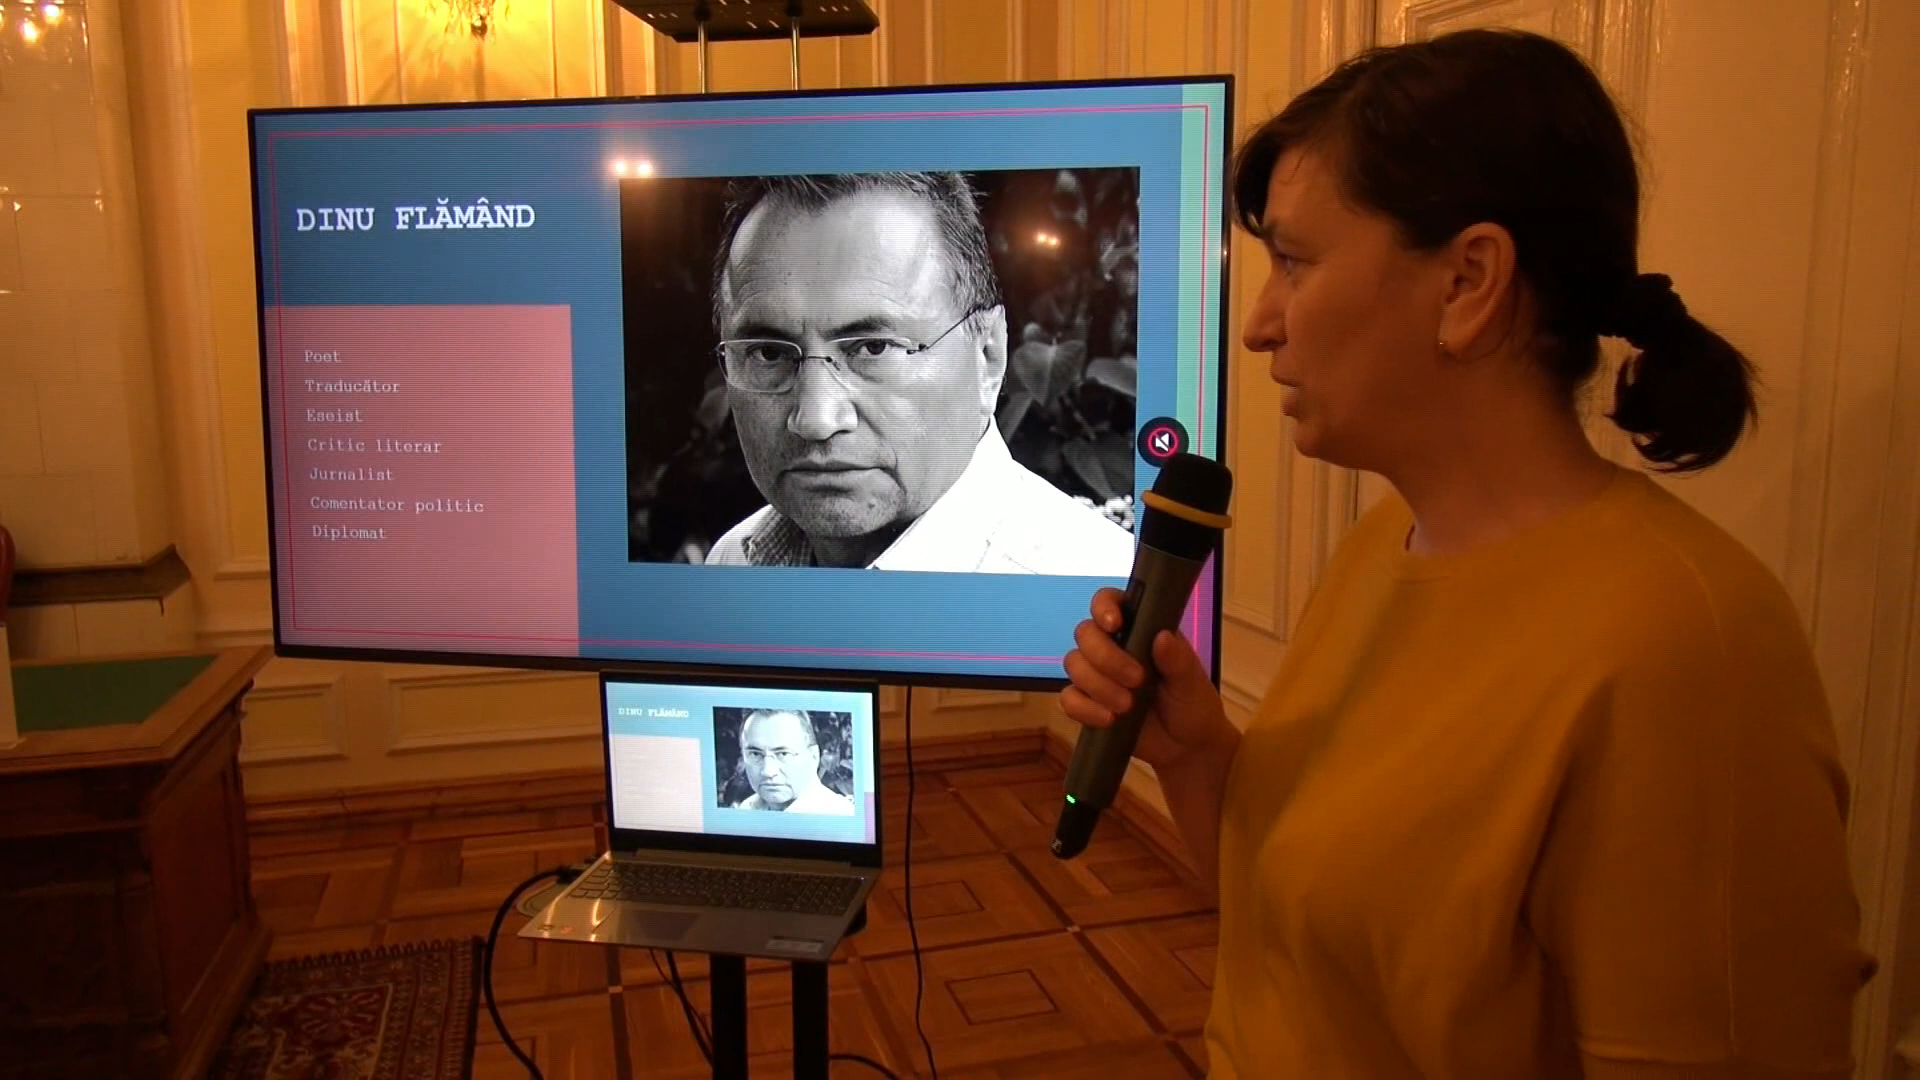 DINU FLĂMÂND
Poet
Traducător
Eseist
Critic literar
Jurnalist
Comentator politic
Diplomat
DINU FLĂMÂND